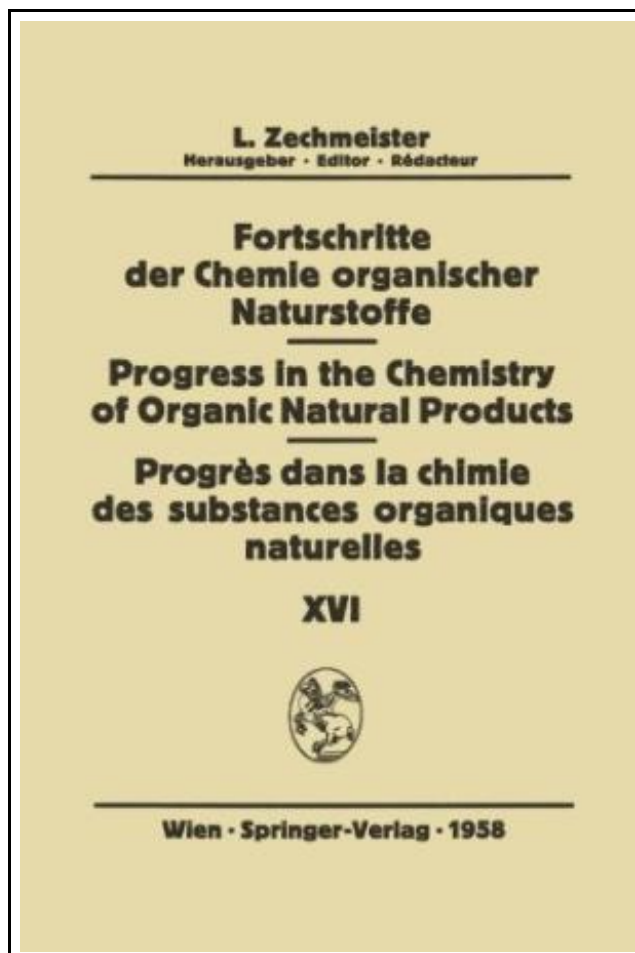 L. Zechmeister
Herausgeber · Editor · Rédacteur
Fortschritte
der Chemie organischer
Naturstoffe
Progress in the Chemistry
of Organic Natural Products
Progrès dans la chimie
des substances organiques
naturelles
XVI
Wien · Springer-Verlag · 1958